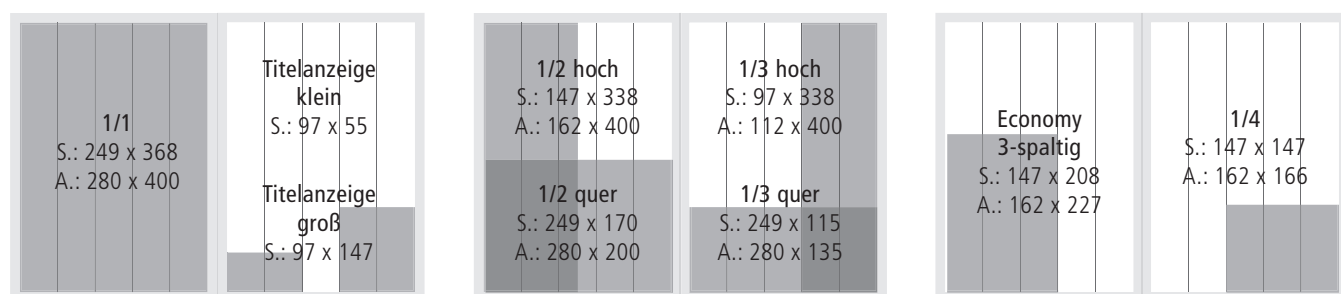 1/1
S.: 249 x 368
A.: 280 x 400
Titelanzeige
klein
S.: 97 x 55
Titelanzeige
groß
S.: 97 x 147
1/2 hoch
S.: 147 x 338
A.: 162 x 400
1/2 quer
S.: 249 x 170
A.: 280 x 200
1/3 hoch
S.: 97 x 338
A.: 112 x 400
1/3 quer
S.: 249 x 115
A.: 280 x 135
Economy
3-spaltig
S.: 147 x 208
A.: 162 x 227
1/4
S.: 147 x 147
A.: 162 x 166